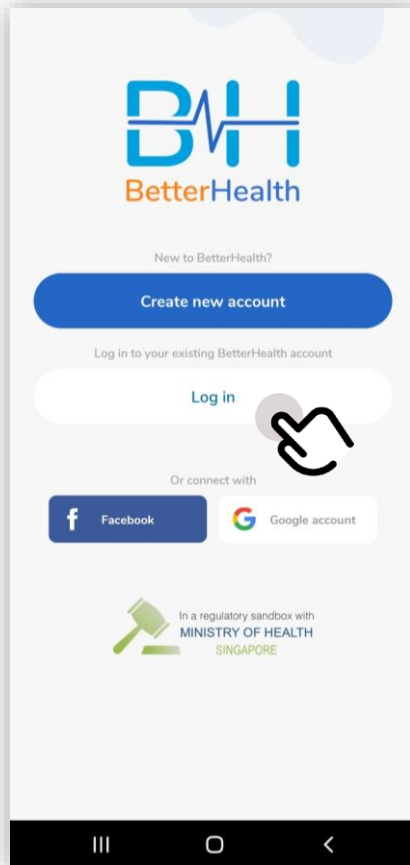 BH
BetterHealth
New to BetterHealth?
Create new account
Log in to your existing BetterHealth account
Log in
Or connect with
f Facebook
G Google account
In a regulatory sandbox with
MINISTRY OF HEALTH
SINGAPORE